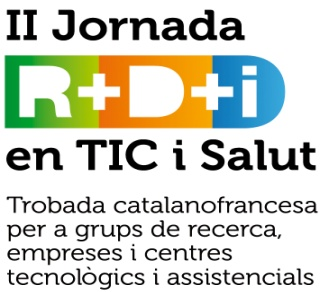 II Jornada
R+D+i
en TIC i Salut
Trobada catalanofrancesa
per a grups de recerca,
empreses i centres
tecnològics i assistencials